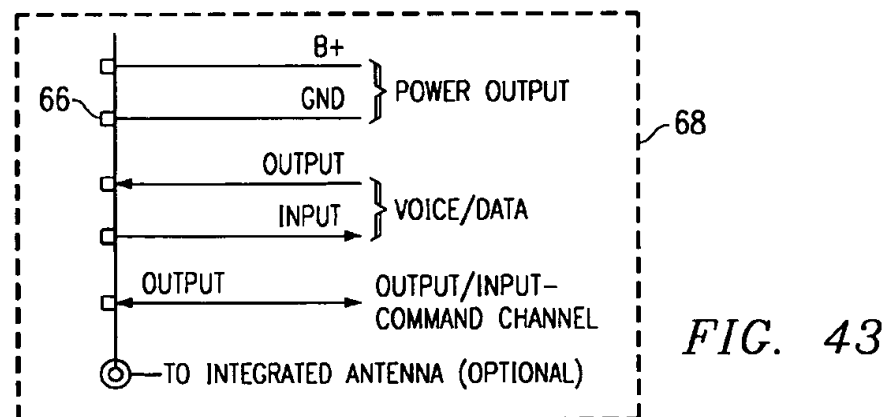 B+
66
GND
POWER OUTPUT
68
OUTPUT
INPUT
VOICE/DATA
OUTPUT
OUTPUT/INPUT-
COMMAND CHANNEL
TO INTEGRATED ANTENNA (OPTIONAL)
FIG. 43